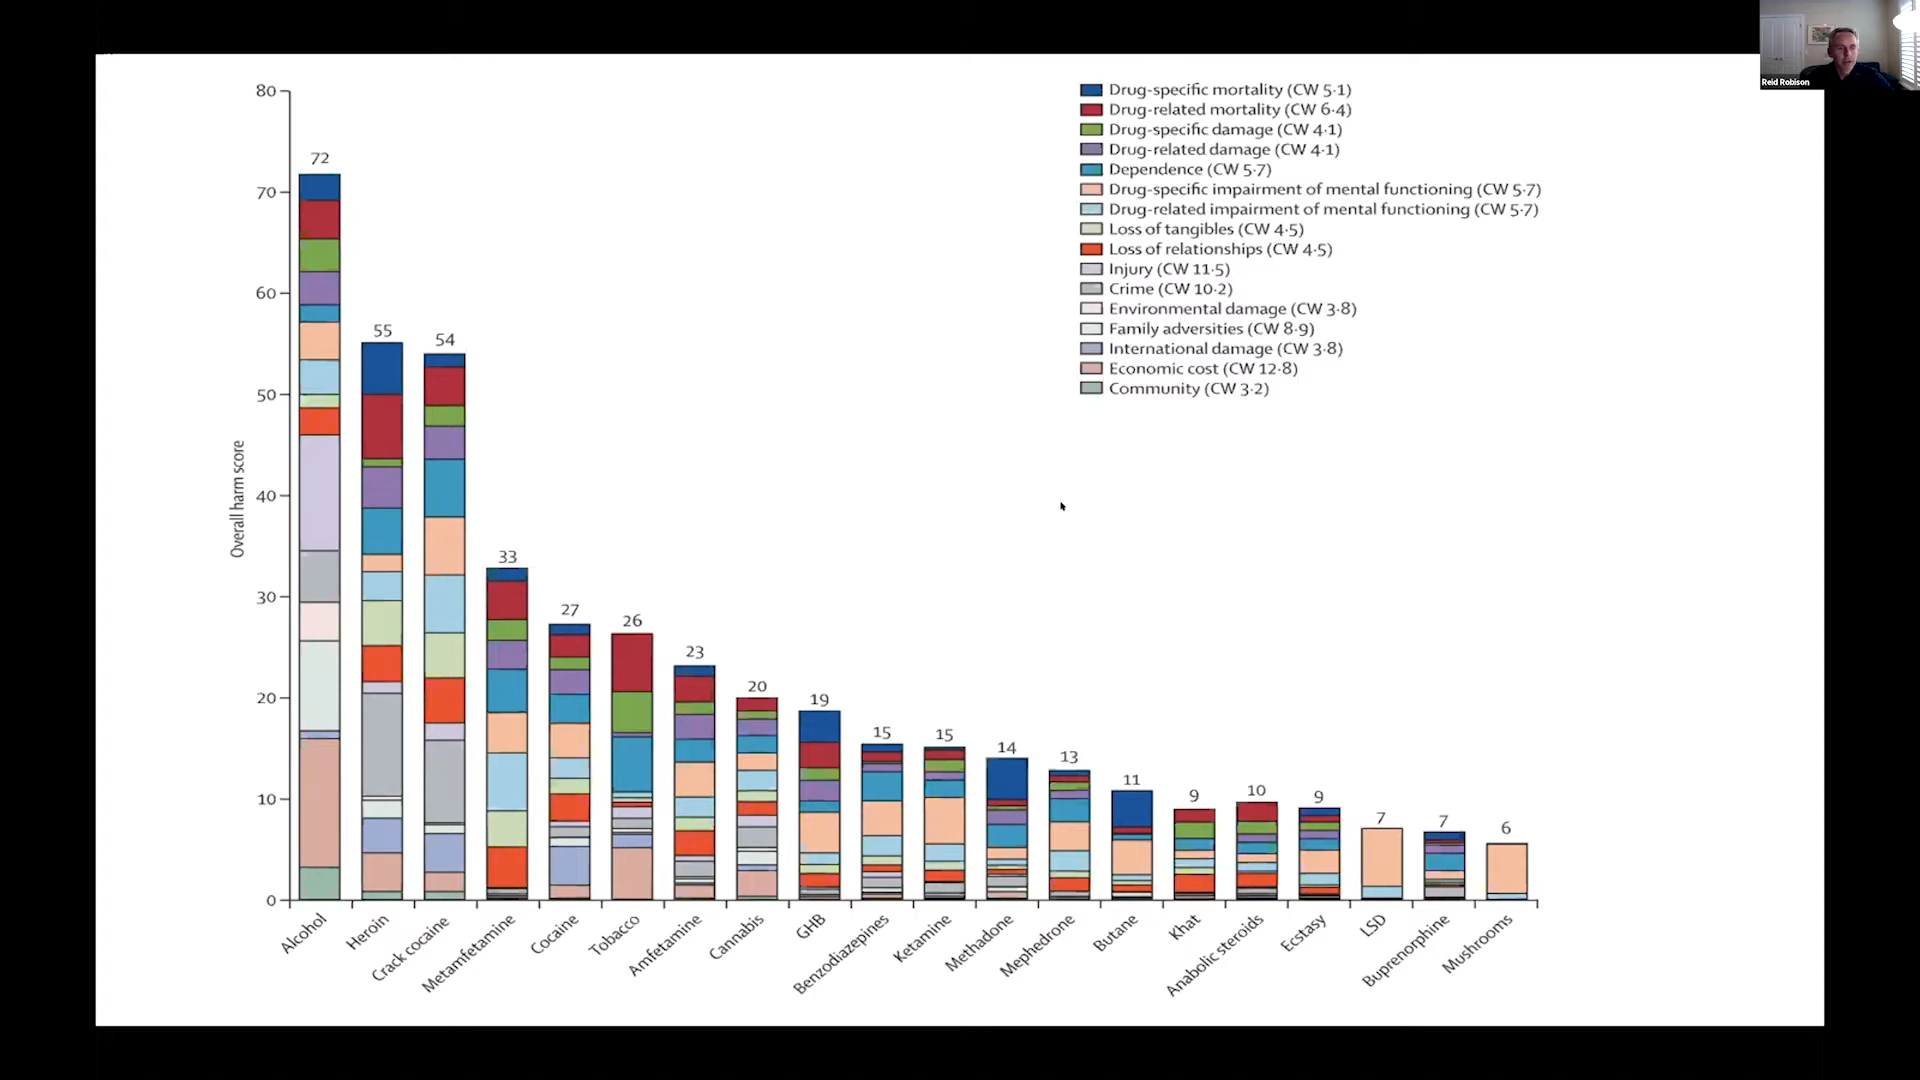 Reid Robison
Drug-specific mortality (CW 5·1)
Drug-related mortality (CW 6·4)
Drug-specific damage (CW 4·1)
Drug-related damage (CW 4·1)
Dependence (CW 5·7)
Drug-specific impairment of mental functioning (CW 5·7)
Drug-related impairment of mental functioning (CW 5·7)
Loss of tangibles (CW 4·5)
Loss of relationships (CW 4·5)
Injury (CW 11·5)
Crime (CW 10·2)
Environmental damage (CW 3·8)
Family adversities (CW 8·9)
International damage (CW 3·8)
Economic cost (CW 12·8)
Community (CW 3·2)
Overall harm score
80
70
60
50
40
30
20
10
0
72
55
54
33
27
26
23
20
19
15
15
14
13
11
9
10
9
7
7
6
Alcohol
Heroin
Crack cocaine
Metamfetamine
Cocaine
Tobacco
Amfetamine
Cannabis
GHB
Benzodiazepines
Ketamine
Methadone
Mephedrone
Butane
Khat
Anabolic steroids
Ecstasy
LSD
Buprenorphine
Mushrooms